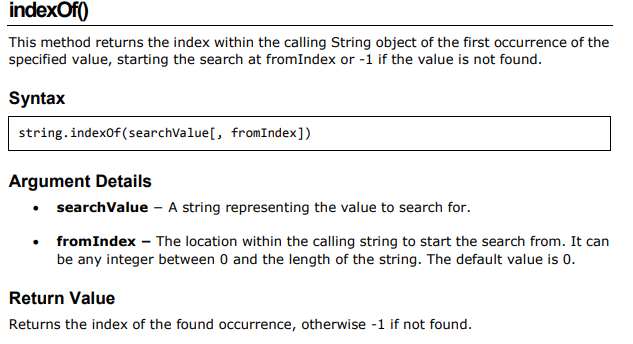 indexOf()
This method returns the index within the calling String object of the first occurrence of the
specified value, starting the search at fromIndex or -1 if the value is not found.
Syntax
string.indexOf(searchValue[, fromIndex])
Argument Details
• searchValue – A string representing the value to search for.
• fromIndex – The location within the calling string to start the search from. It can
be any integer between 0 and the length of the string. The default value is 0.
Return Value
Returns the index of the found occurrence, otherwise -1 if not found.